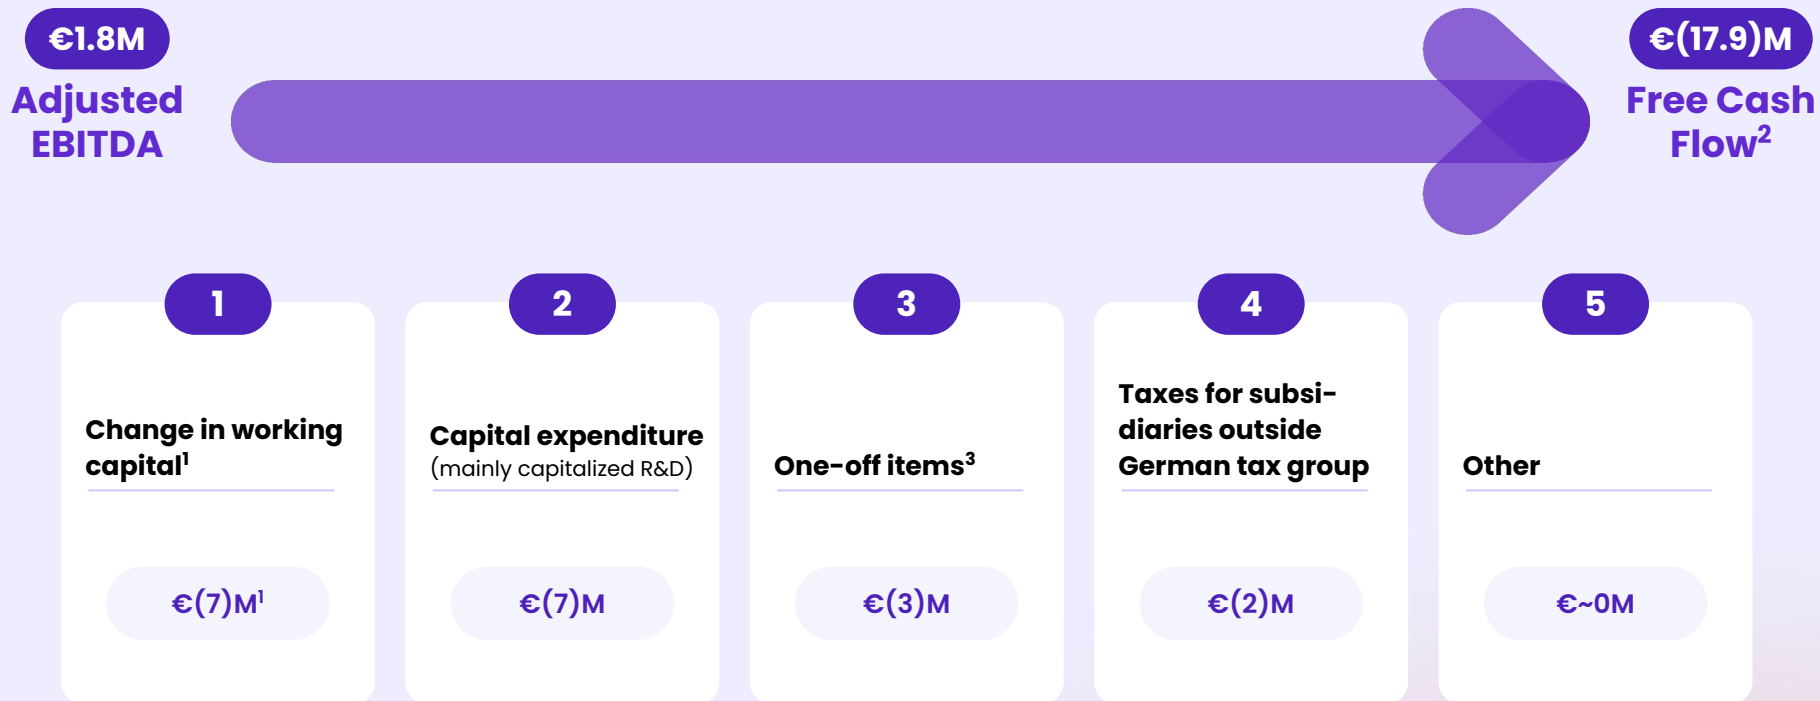 €1.8M
Adjusted
EBITDA
€(17.9)M
Free Cash
Flow²
1
Change in working
capital¹
€(7)M¹
2
Capital expenditure
(mainly capitalized R&D)
€(7)M
3
One-off items³
€(3)M
4
Taxes for subsi-
diaries outside
German tax group
€(2)M
5
Other
€~0M